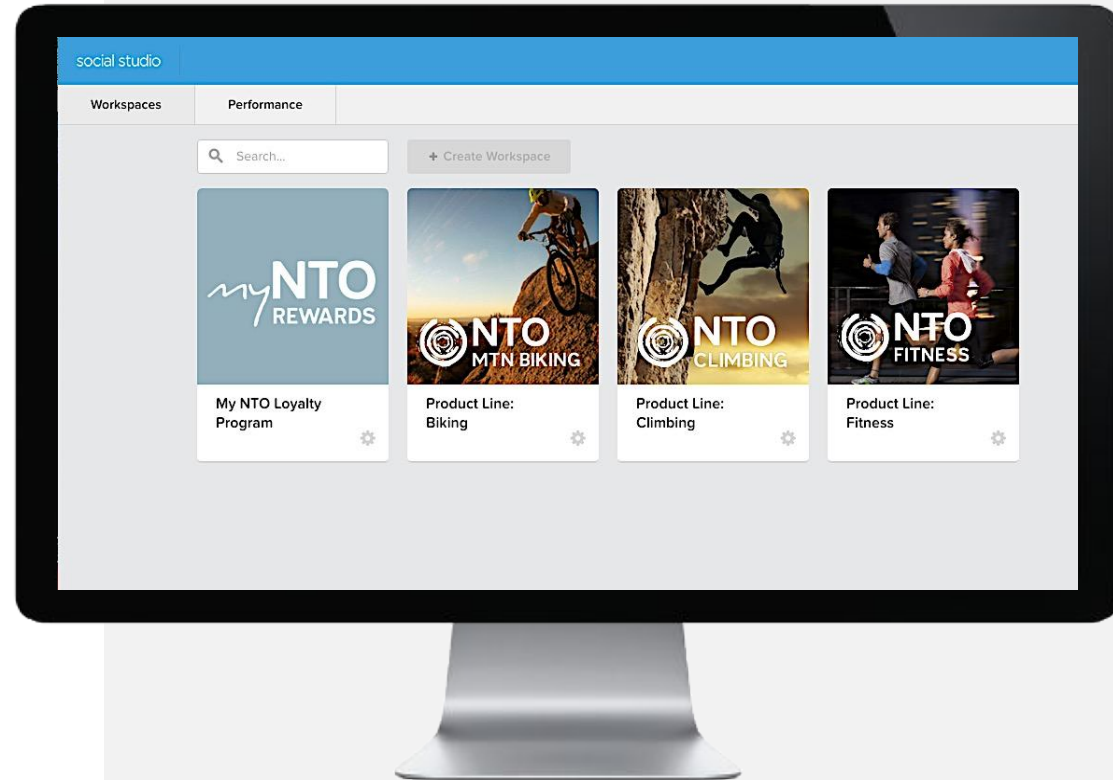 social studio
Workspaces
Performance
Search...
+ Create Workspace
myNTO
REWARDS
NTO
MTN BIKING
NTO
CLIMBING
NTO
FITNESS
My NTO Loyalty
Program
Product Line:
Biking
Product Line:
Climbing
Product Line:
Fitness